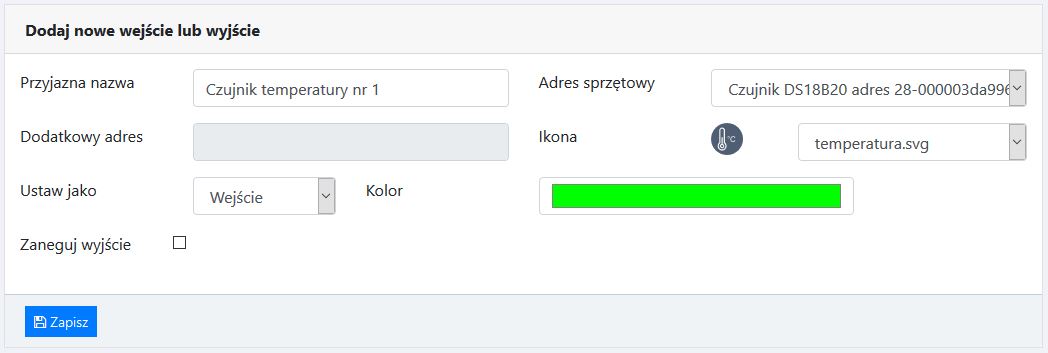 Dodaj nowe wejście lub wyjście
Przyjazna nazwa
Czujnik temperatury nr 1
Adres sprzętowy
Czujnik DS18B20 adres 28-000003da996
Dodatkowy adres
Ikona
°C
temperatura.svg
Ustaw jako
Wejście
Kolor
Zaneguj wyjście
Zapisz